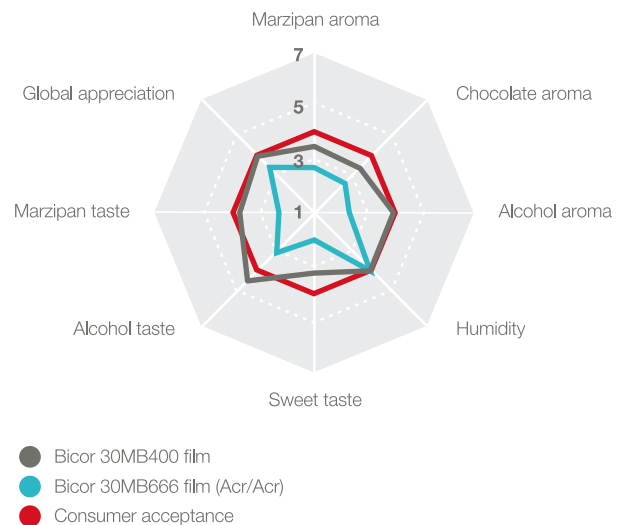 Marzipan aroma
7
Global appreciation
Chocolate aroma
5
3
Marzipan taste
1
Alcohol aroma
Alcohol taste
Humidity
Sweet taste
Bicor 30MB400 film
Bicor 30MB666 film (Acr/Acr)
Consumer acceptance